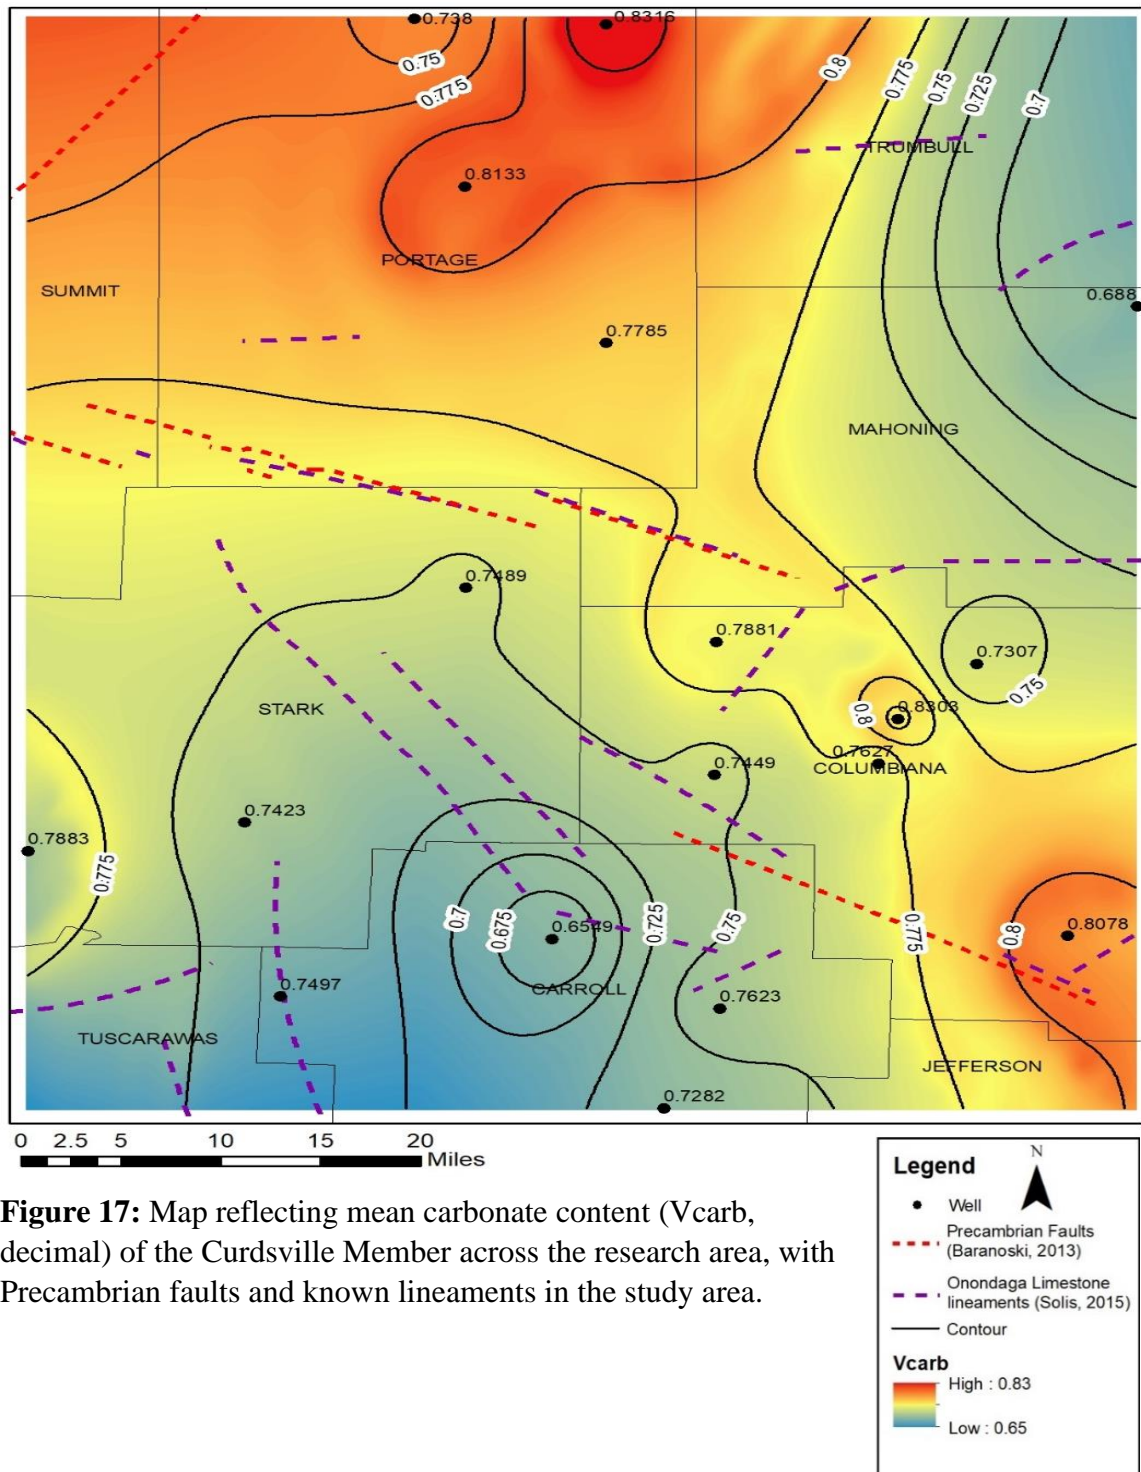 0.738
0.8316
0.75
0.775
0.8
0.775
0.75
0.725
0.7
TRUMBULL
0.8133
PORTAGE
SUMMIT
0.688
0.7785
MAHONING
0.7489
0.7881
0.7307
0.75
STARK
0.8
0.8303
0.7627
COLUMBIANA
0.7449
0.7423
0.7883
0.775
0.7
0.675
0.6549
0.725
0.75
0.775
0.8
0.8078
CARROLL
0.7497
0.7623
TUSCARAWAS
JEFFERSON
0.7282
0 2.5 5 10 15 20
Miles
Figure 17: Map reflecting mean carbonate content (Vcarb,
decimal) of the Curdsville Member across the research area, with
Precambrian faults and known lineaments in the study area.
Legend
N
Well
Precambrian Faults
(Baranoski, 2013)
Onondaga Limestone
lineaments (Solis, 2015)
Contour
Vcarb
High : 0.83
Low : 0.65